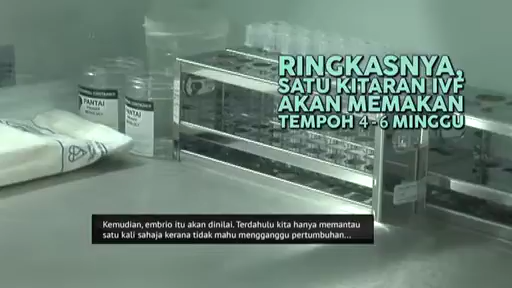 RINGKASNYA,
SATU KITARAN IVF
AKAN MEMAKAN
TEMPOH 4 - 6 MINGGU
PANTAI
PANTAI
Kemudian, embrio itu akan dinilai. Terdahulu kita hanya memantau
satu kali sahaja kerana tidak mahu mengganggu pertumbuhan...